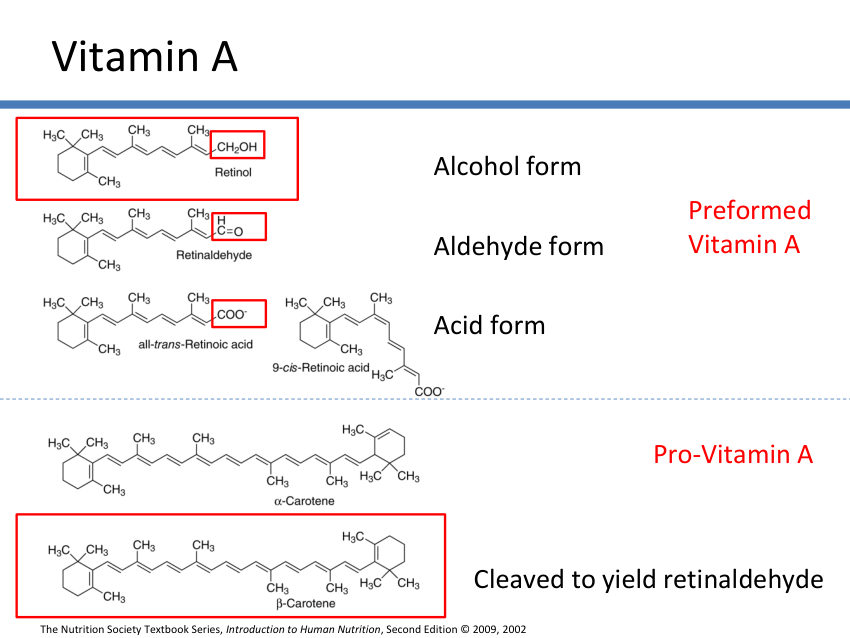 Vitamin A
H₃C CH₃ CH₃ CH₃
CH₂OH
CH₃
Retinol
Alcohol form
Preformed
Vitamin A
H₃C CH₃ CH₃ CH₃
H
C=O
CH₃
Retinaldehyde
Aldehyde form
H₃C CH₃ CH₃ CH₃
COO⁻
CH₃
all-trans-Retinoic acid
H₃C CH₃ CH₃
CH₃
9-cis-Retinoic acid
H₃C
COO⁻
Acid form
H₃C CH₃ CH₃ CH₃
H₃C
CH₃
CH₃ CH₃ H₃C CH₃
α-Carotene
Pro-Vitamin A
H₃C CH₃ CH₃ CH₃
H₃C
CH₃
CH₃ CH₃ H₃C CH₃
β-Carotene
Cleaved to yield retinaldehyde
The Nutrition Society Textbook Series, Introduction to Human Nutrition, Second Edition © 2009, 2002